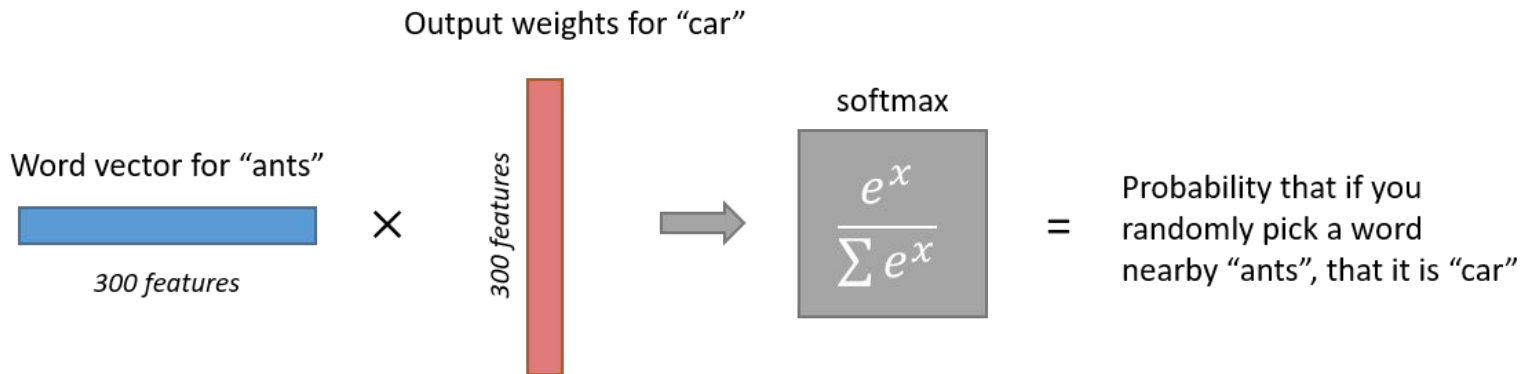 Output weights for “car”
softmax
Word vector for “ants”
300 features
×
300 features
e^x
∑ e^x
=
Probability that if you
randomly pick a word
nearby “ants”, that it is “car”